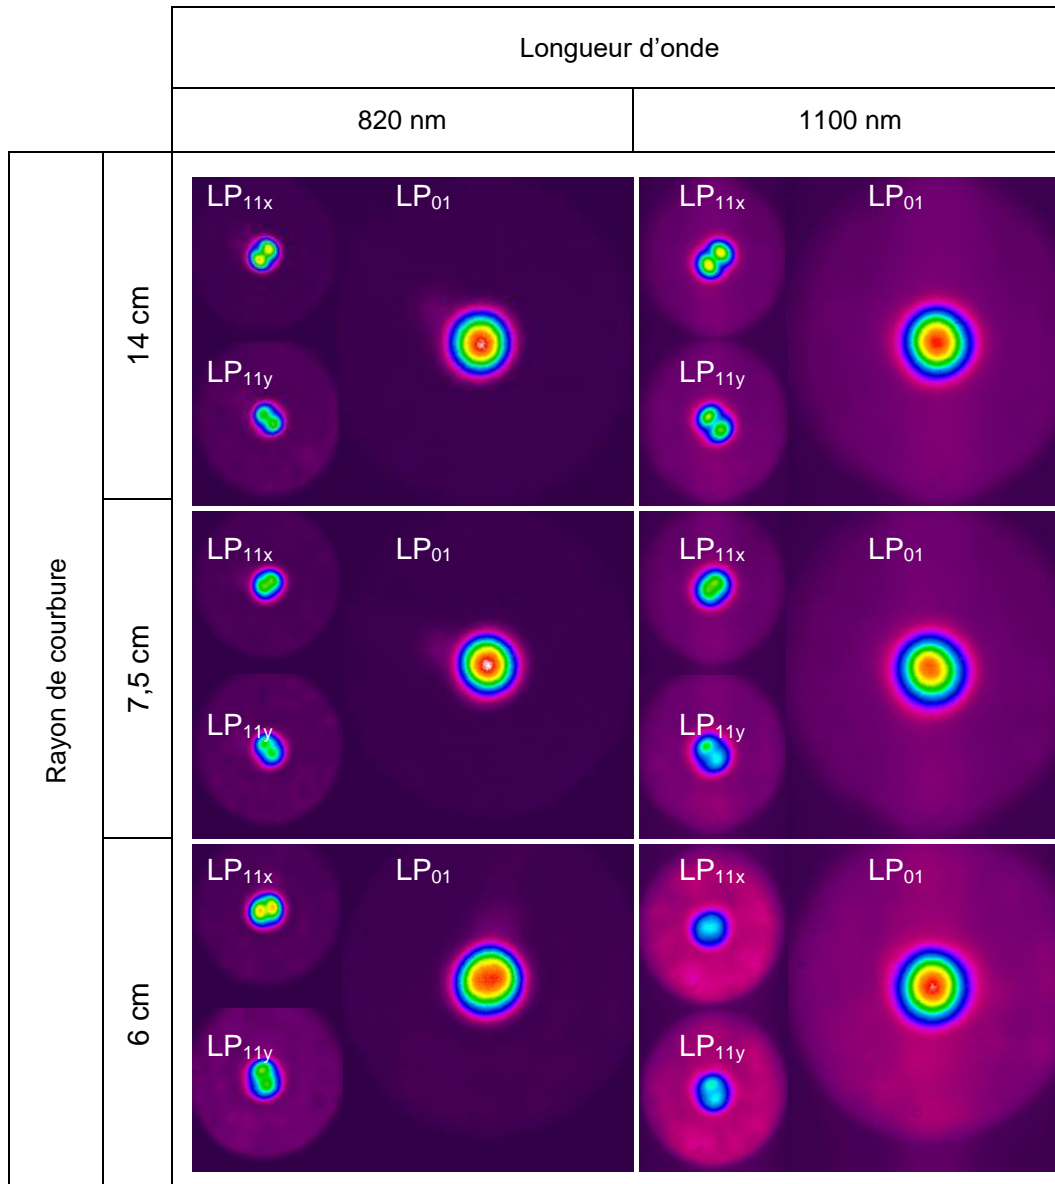 Longueur d'onde
820 nm 1100 nm
Rayon de courbure
14 cm
LP11x LP01 LP11x LP01
LP11y LP11y
7,5 cm
LP11x LP01 LP11x LP01
LP11y LP11y
6 cm
LP11x LP01 LP11x LP01
LP11y LP11y